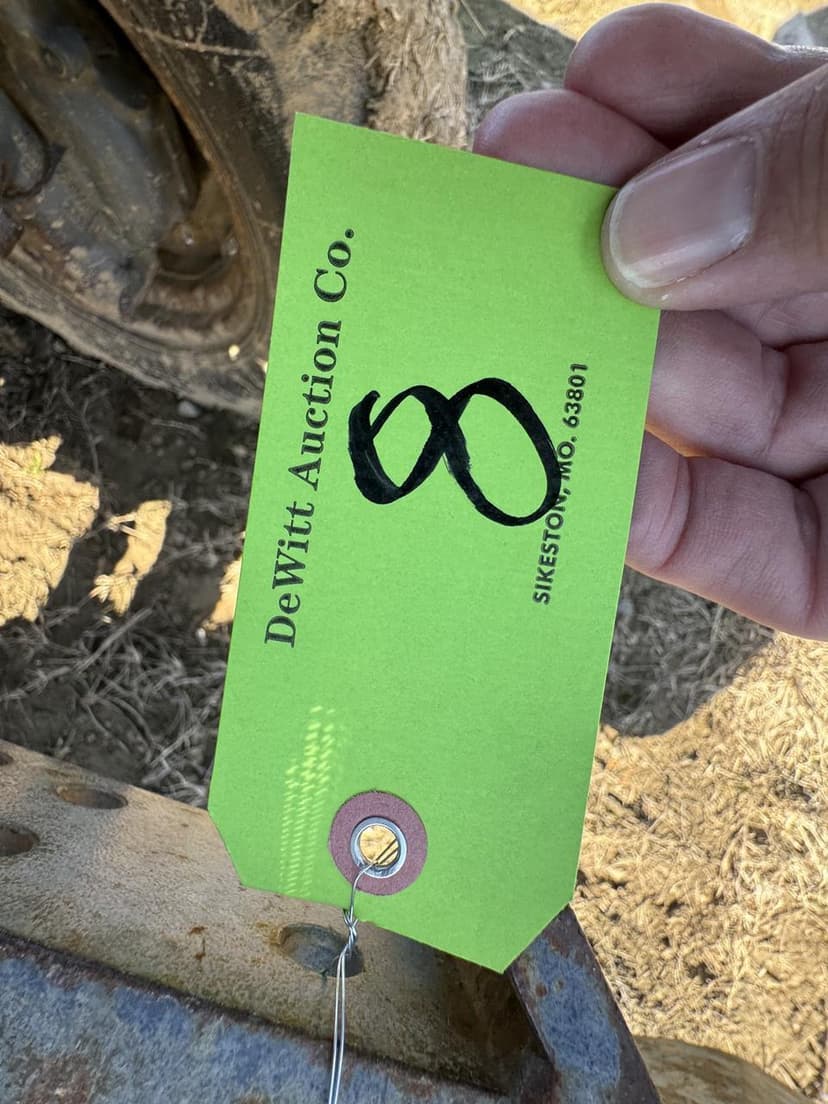 DeWitt Auction Co.
8
SIKESTON, MO. 63801